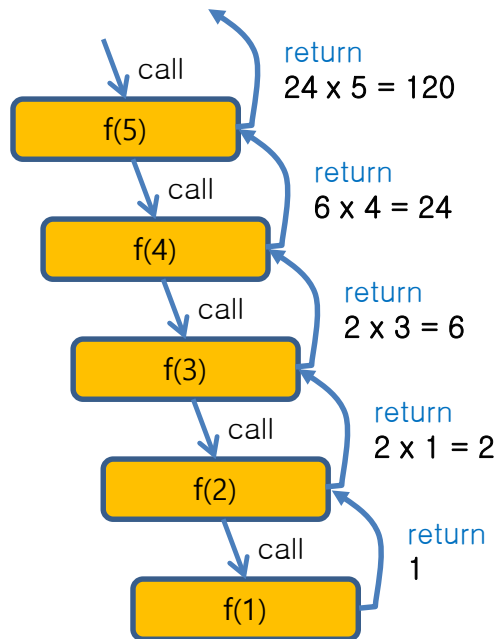 call
return
24 x 5 = 120
f(5)
call
return
6 x 4 = 24
f(4)
call
return
2 x 3 = 6
f(3)
call
return
2 x 1 = 2
f(2)
call
return
1
f(1)